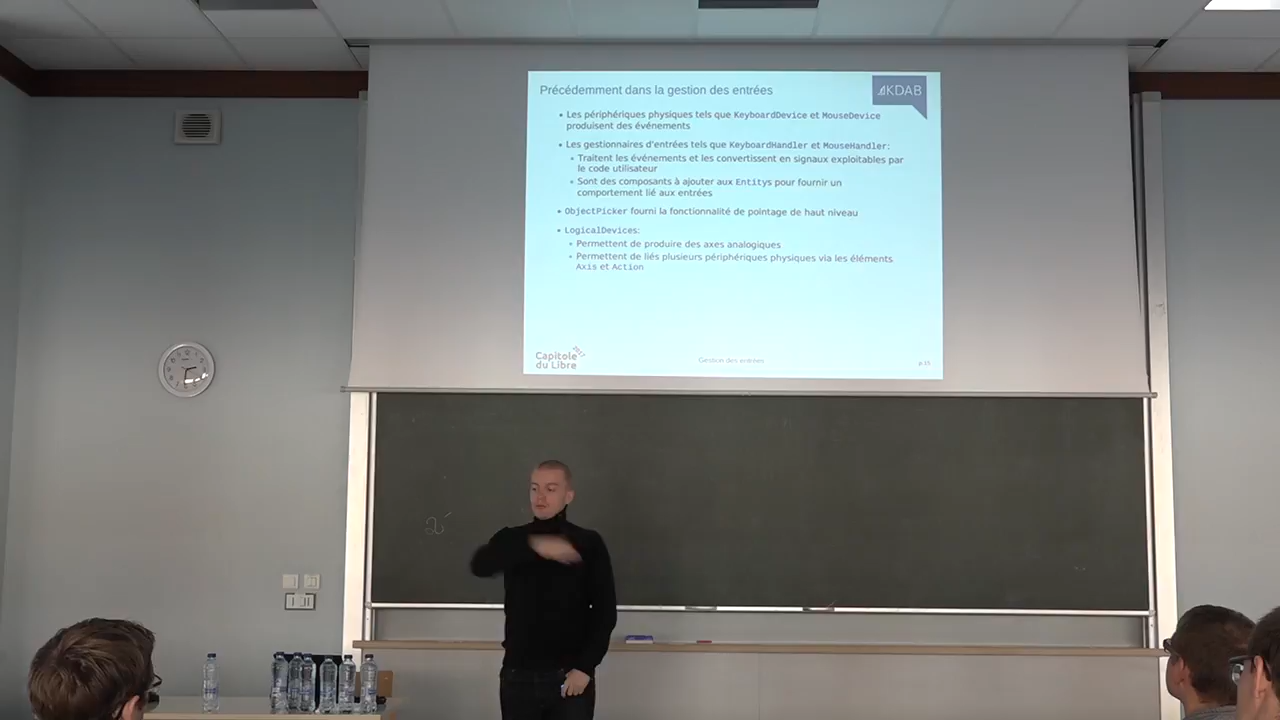 Précédemment dans la gestion des entrées
KDAB
• Les périphériques physiques tels que KeyboardDevice et MouseDevice
produisent des événements
• Les gestionnaires d'entrées tels que KeyboardHandler et MouseHandler:
• Traitent les événements et les convertissent en signaux exploitables par
le code utilisateur
• Sont des composants à ajouter aux Entitys pour fournir un
comportement lié aux entrées
• ObjectPicker fourni la fonctionnalité de pointage de haut niveau
• LogicalDevices:
• Permettent de produire des axes analogiques
• Permettent de liés plusieurs périphériques physiques via les éléments
Axis et Action
Capitole
du Libre
2017
Gestion des entrées